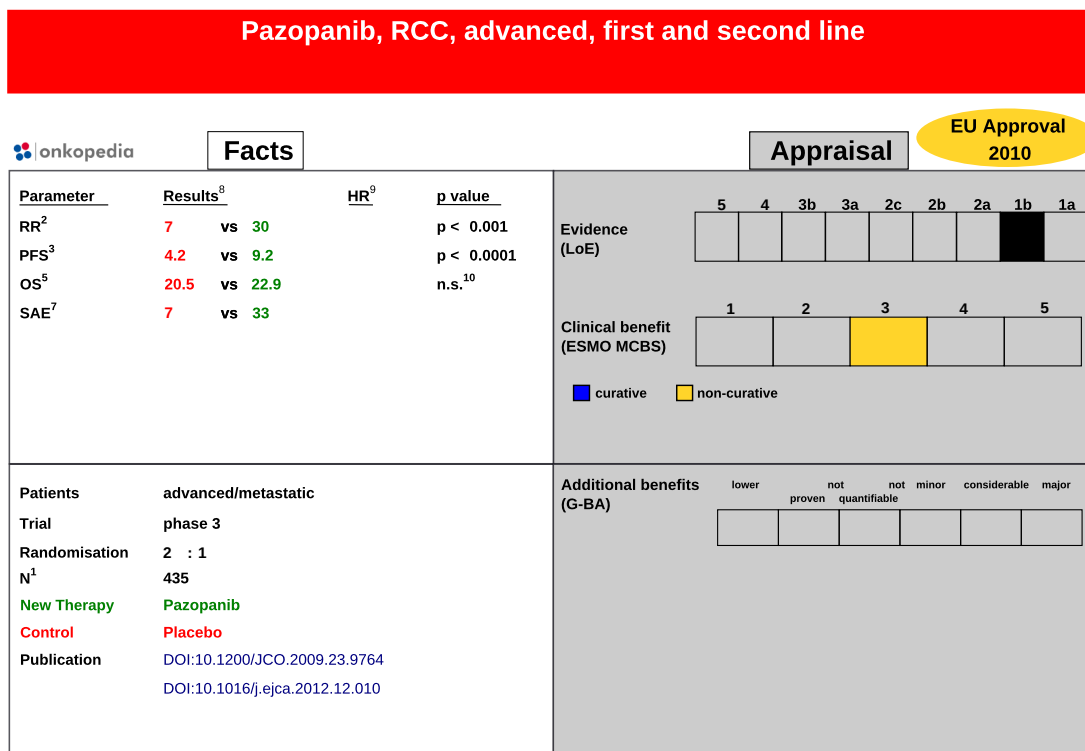 Pazopanib, RCC, advanced, first and second line
onkopedia
Facts
Appraisal
EU Approval
2010
Parameter Results8 HR9 p value
RR2 7 vs 30 p < 0.001
PFS3 4.2 vs 9.2 p < 0.0001
OS5 20.5 vs 22.9 n.s.10
SAE7 7 vs 33
5 4 3b 3a 2c 2b 2a 1b 1a
Evidence
(LoE)
1 2 3 4 5
Clinical benefit
(ESMO MCBS)
curative non-curative
Patients advanced/metastatic
Trial phase 3
Randomisation 2 : 1
N1 435
New Therapy Pazopanib
Control Placebo
Publication DOI:10.1200/JCO.2009.23.9764
DOI:10.1016/j.ejca.2012.12.010
Additional benefits
(G-BA)
lower not not minor considerable major
proven quantifiable